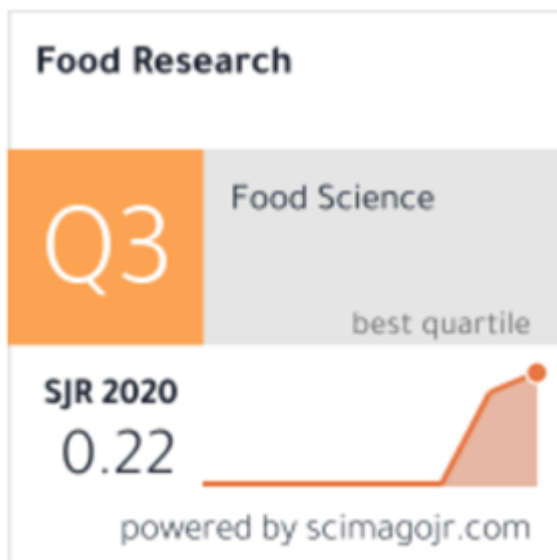 Food Research
Q3
Food Science
best quartile
SJR 2020
0.22
powered by scimagojr.com